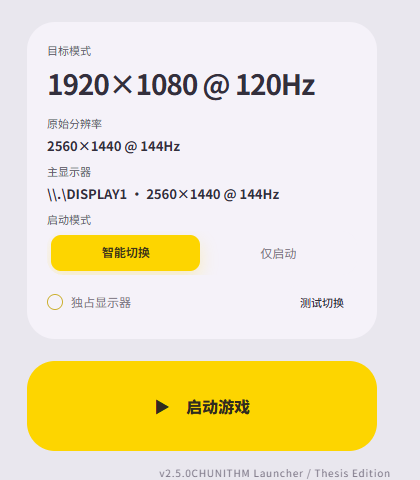 目标模式
1920×1080 @ 120Hz
原始分辨率
2560×1440 @ 144Hz
主显示器
\\.\DISPLAY1 · 2560×1440 @ 144Hz
启动模式
智能切换 仅启动
独占显示器 测试切换
▶ 启动游戏
v2.5.0CHUNITHM Launcher / Thesis Edition